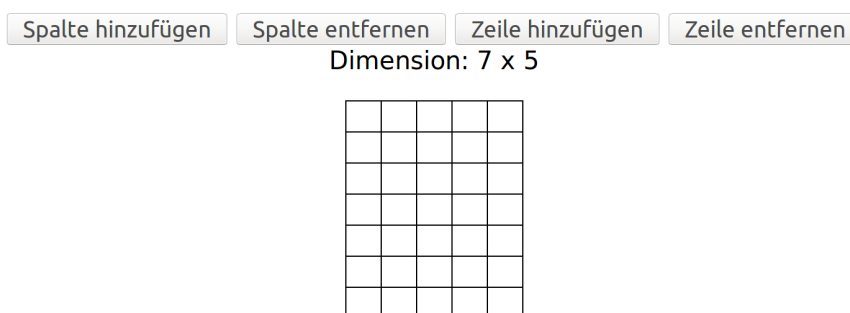 Spalte hinzufügen Spalte entfernen Zeile hinzufügen Zeile entfernen
Dimension: 7 x 5